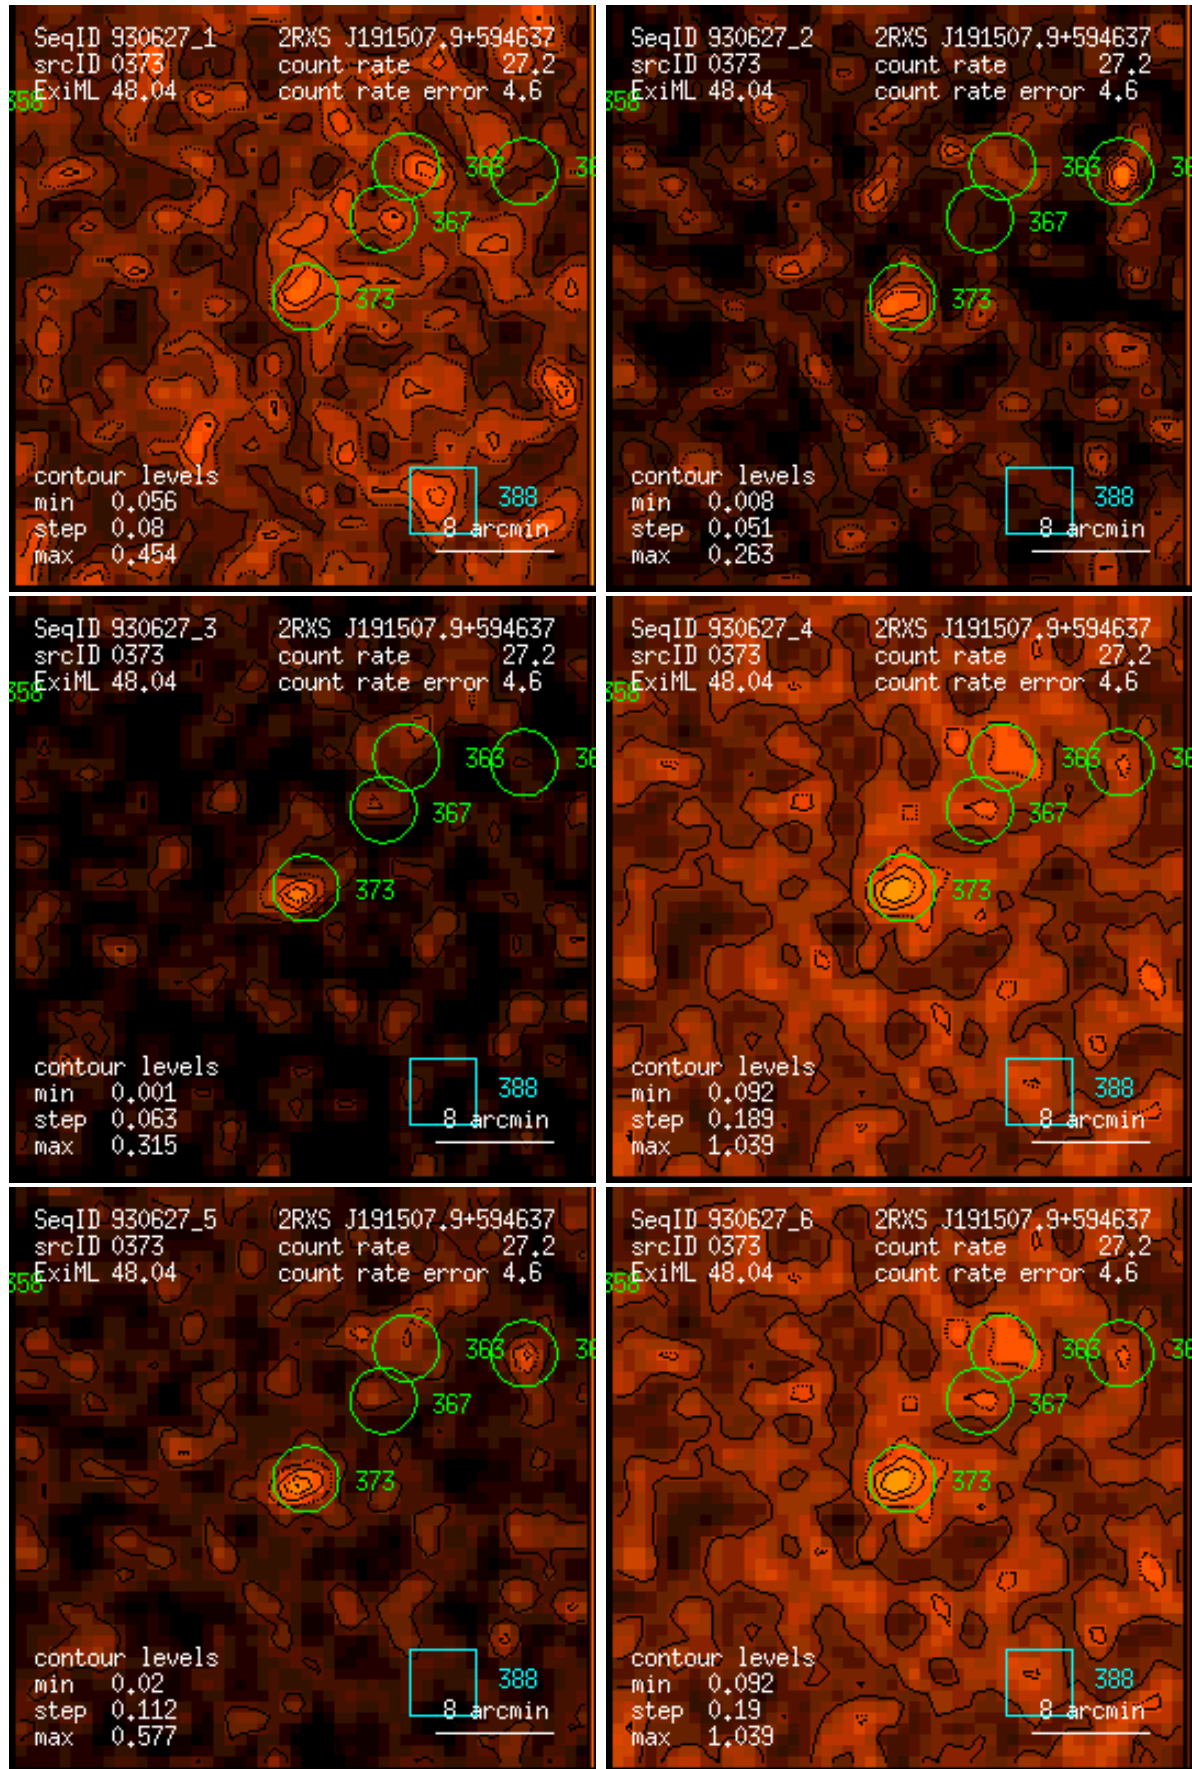 SeqID 930627_1 2RXS J191507.9+594637
srcID 0373 count rate 27.2
358 ExiML 48.04 count rate error 4.6
363 36
367
373
contour levels
min 0.056 388
step 0.08 8 arcmin
max 0.454
SeqID 930627_2 2RXS J191507.9+594637
srcID 0373 count rate 27.2
358 ExiML 48.04 count rate error 4.6
363 36
367
373
contour levels
min 0.008 388
step 0.051 8 arcmin
max 0.263
SeqID 930627_3 2RXS J191507.9+594637
srcID 0373 count rate 27.2
358 ExiML 48.04 count rate error 4.6
363 36
367
373
contour levels
min 0.001 388
step 0.063 8 arcmin
max 0.315
SeqID 930627_4 2RXS J191507.9+594637
srcID 0373 count rate 27.2
358 ExiML 48.04 count rate error 4.6
363 36
367
373
contour levels
min 0.092 388
step 0.189 8 arcmin
max 1.039
SeqID 930627_5 2RXS J191507.9+594637
srcID 0373 count rate 27.2
358 ExiML 48.04 count rate error 4.6
363 36
367
373
contour levels
min 0.02 388
step 0.112 8 arcmin
max 0.577
SeqID 930627_6 2RXS J191507.9+594637
srcID 0373 count rate 27.2
358 ExiML 48.04 count rate error 4.6
363 36
367
373
contour levels
min 0.092 388
step 0.19 8 arcmin
max 1.039